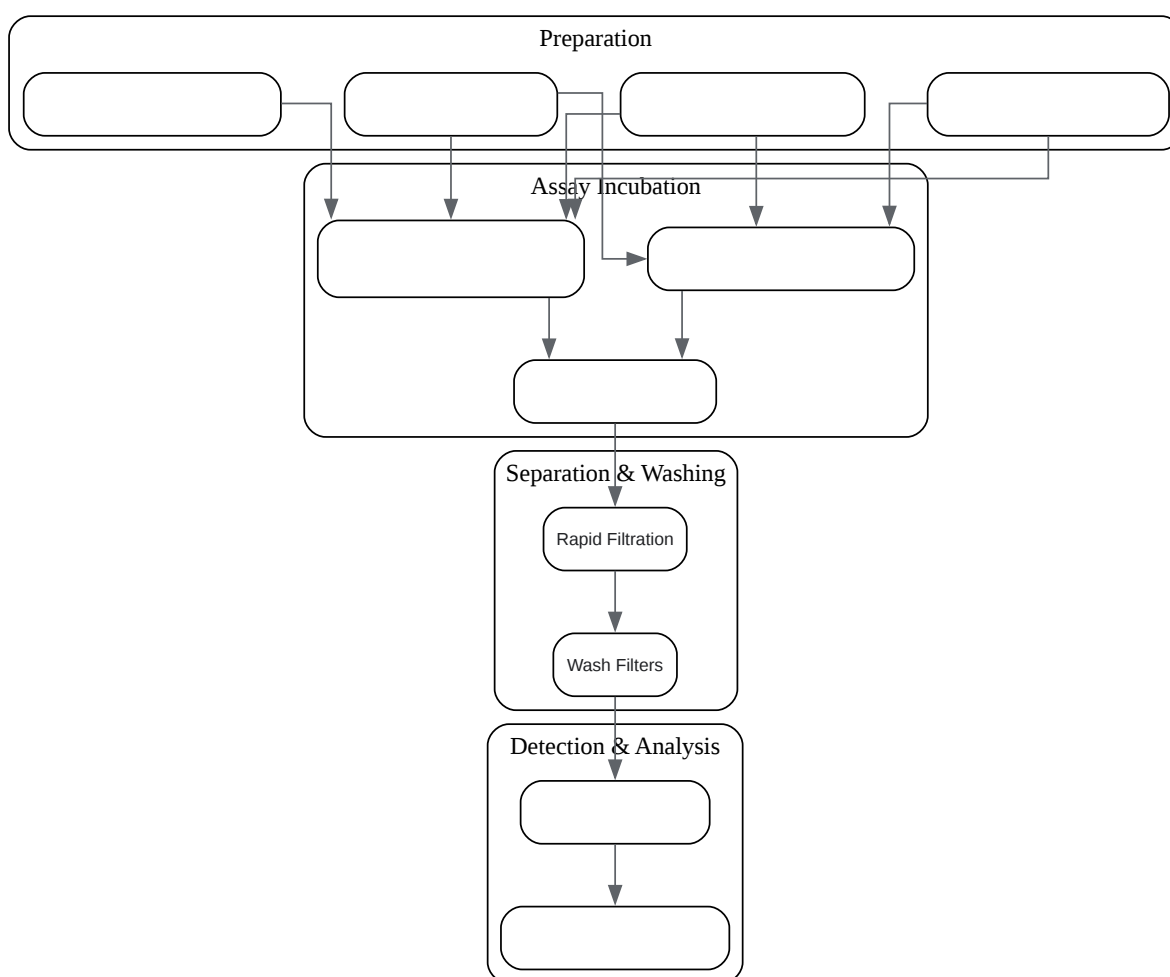 Preparation
Assay Incubation
Separation & Washing
Rapid Filtration
Wash Filters
Detection & Analysis